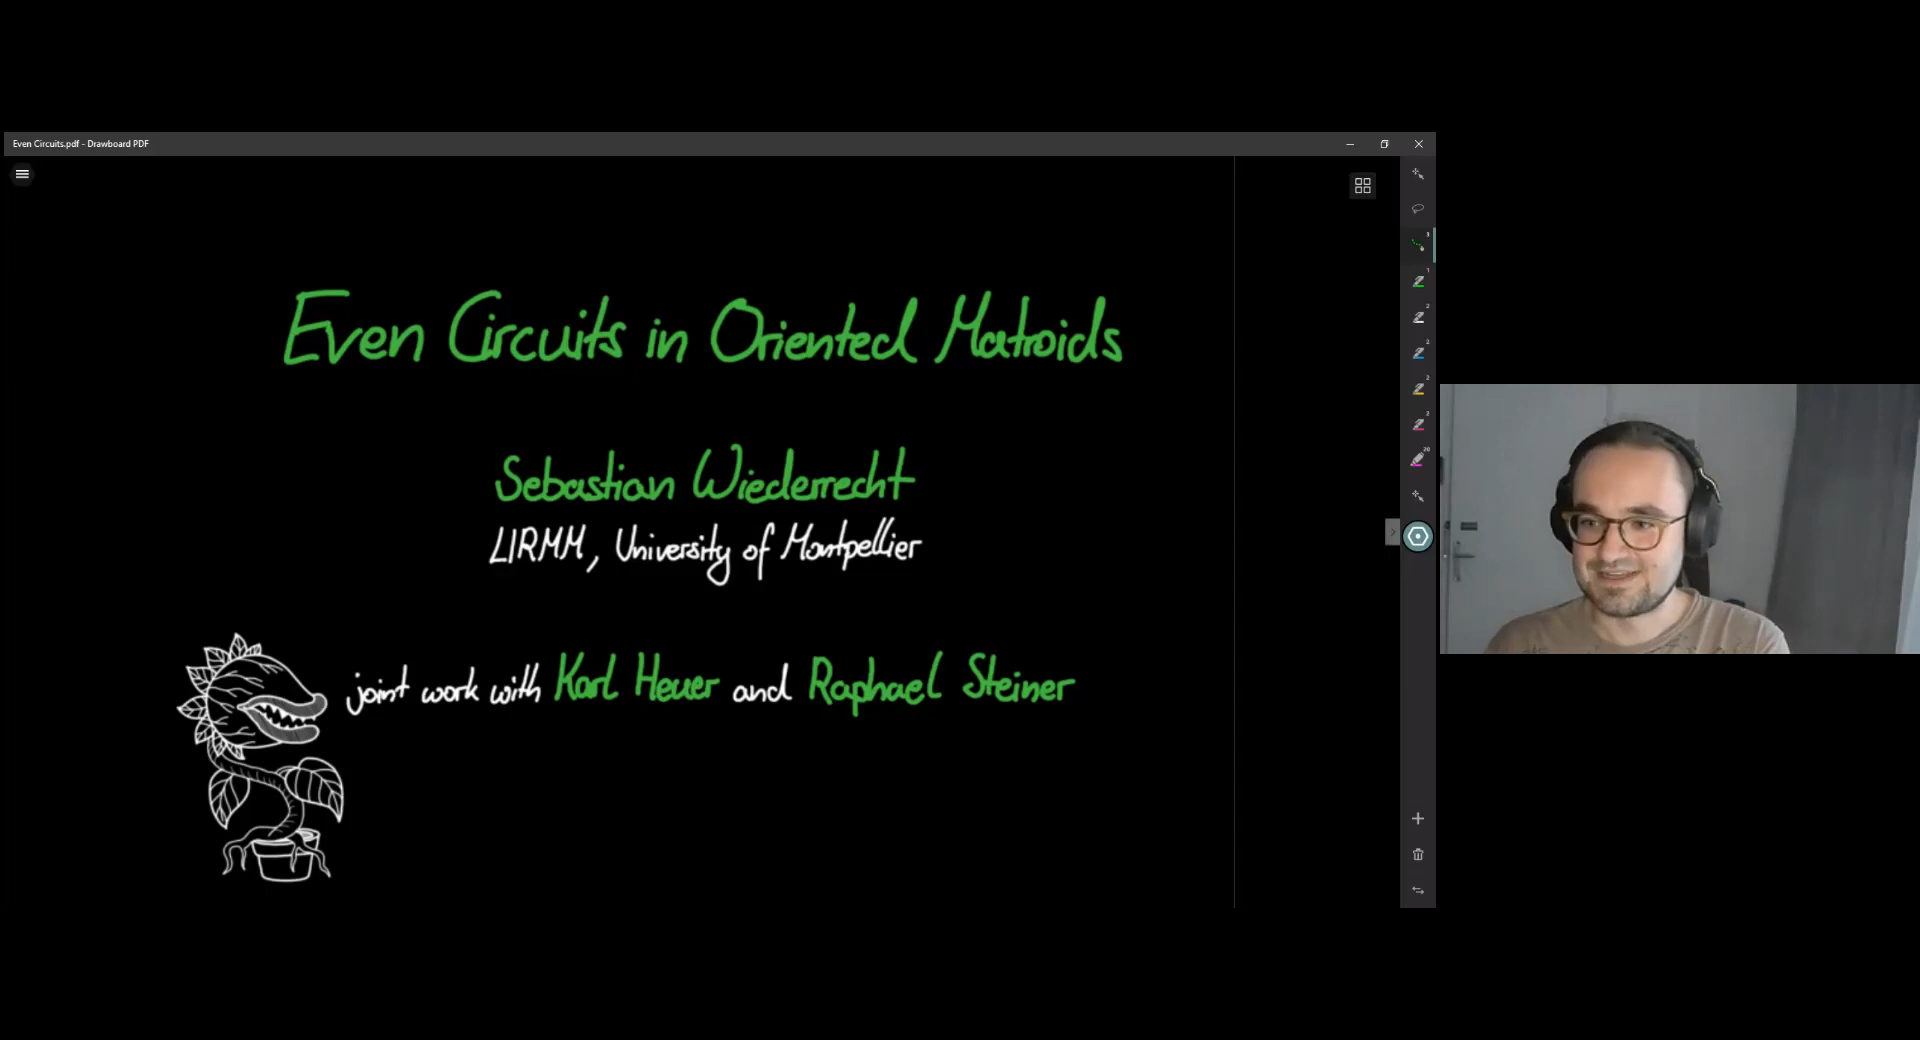 Even Circuits.pdf - Drawboard PDF
Even Circuits in Oriented Matroids
Sebastian Wiederrecht
LIRMM, University of Montpellier
joint work with Karl Heuer and Raphael Steiner